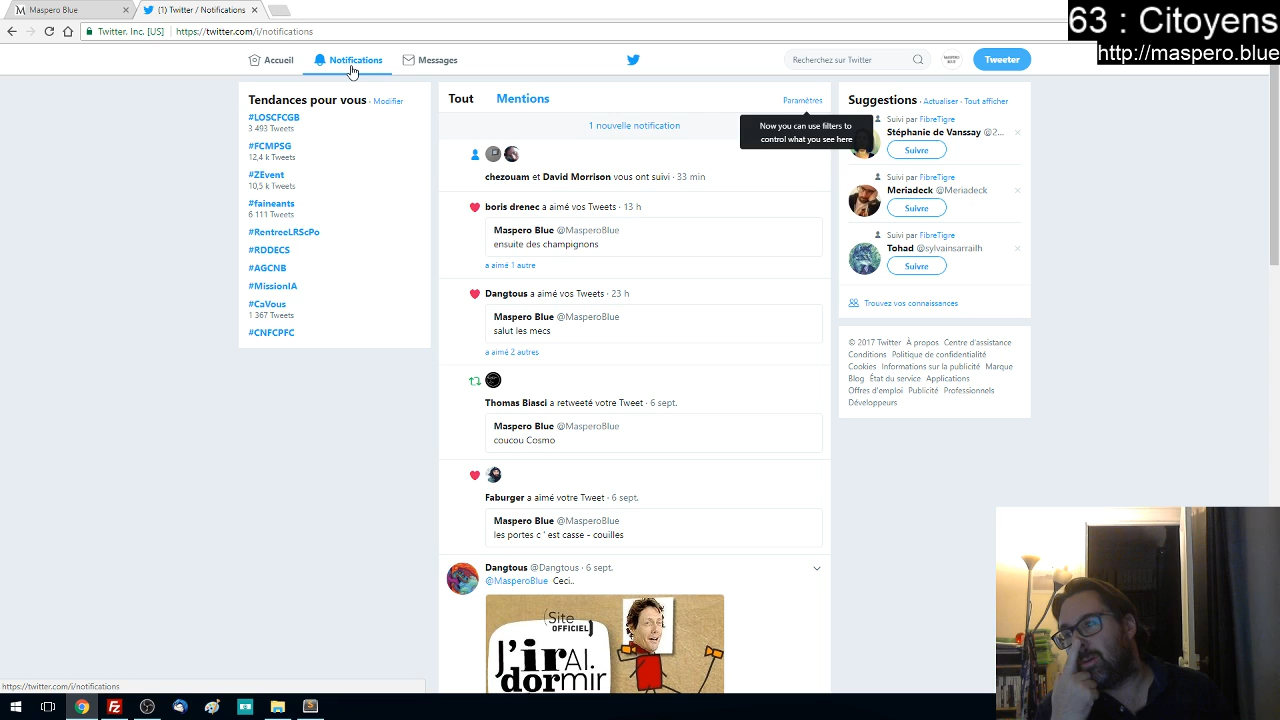 Maspero Blue
(1) Twitter / Notifications
63 : Citoyens
http://maspero.blue
Twitter, Inc. [US]
https://twitter.com/i/notifications
Accueil
Notifications
Messages
Recherchez sur Twitter
MASPERO BLUE
Tweeter
Tendances pour vous · Modifier
#LOSCFCGB
3 493 Tweets
#FCMPSG
12,4 k Tweets
#ZEvent
10,5 k Tweets
#faineants
6 111 Tweets
#RentreeLRScPo
#RDDECS
#AGCNB
#MissionIA
#CaVous
1 367 Tweets
#CNFCPFC
Tout
Mentions
Paramètres
Now you can use filters to
control what you see here
1 nouvelle notification
chezouam et David Morrison vous ont suivi · 33 min
boris drenec a aimé vos Tweets · 13 h
Maspero Blue @MasperoBlue
ensuite des champignons
a aimé 1 autre
Dangtous a aimé vos Tweets · 23 h
Maspero Blue @MasperoBlue
salut les mecs
a aimé 2 autres
Thomas Biasci a retweeté votre Tweet · 6 sept.
Maspero Blue @MasperoBlue
coucou Cosmo
Faburger a aimé votre Tweet · 6 sept.
Maspero Blue @MasperoBlue
les portes c ' est casse - couilles
Dangtous @Dangtous · 6 sept.
@MasperoBlue Ceci..
(Site
OFFICIEL)
J'irAI.
dormir
Suggestions · Actualiser · Tout afficher
Suivi par FibreTigre
Stéphanie de Vanssay @2...
Suivre
Suivi par FibreTigre
Meriadeck @Meriadeck
Suivre
Suivi par FibreTigre
Tohad @sylvainsarrailh
Suivre
Trouvez vos connaissances
© 2017 Twitter À propos Centre d'assistance
Conditions Politique de confidentialité
Cookies Informations sur la publicité Marque
Blog État du service Applications
Offres d'emploi Publicité Professionnels
Développeurs
https://twitter.com/i/notifications